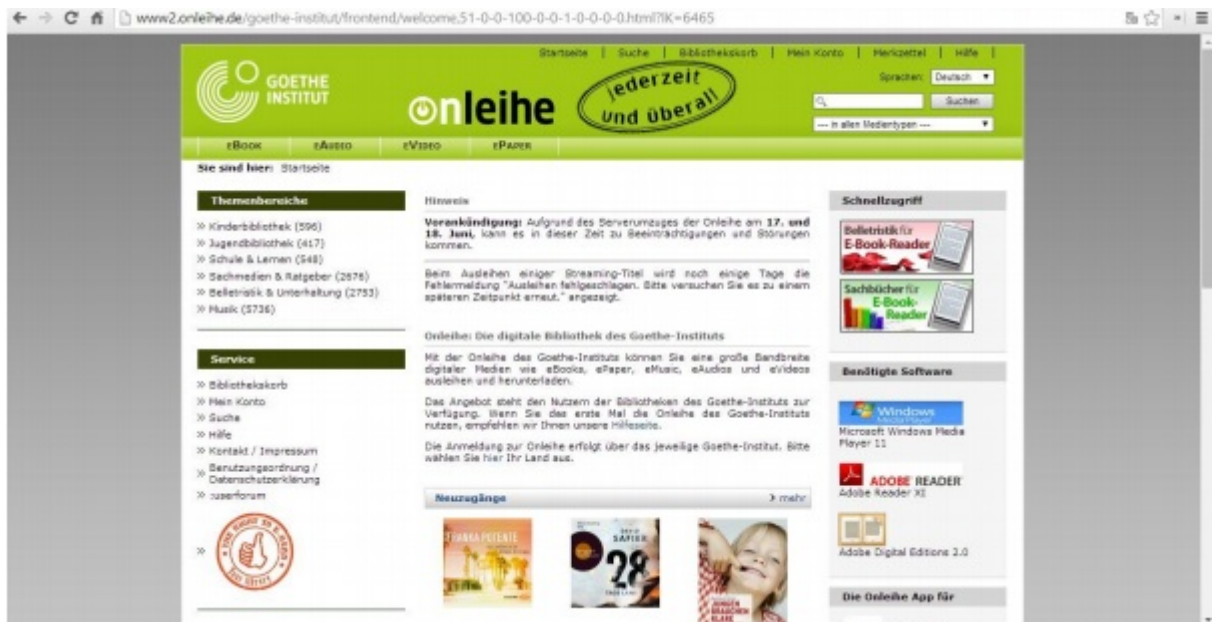 www2.onleihe.de/goethe-institut/frontend/welcome,51-0-0-100-0-0-1-0-0-0-0.html?IK=6465
Startseite | Suche | Bibliothekskorb | Mein Konto | Merkzettel | Hilfe |
GOETHE
INSTITUT
onleihe
jederzeit
und überall
Sprachen: Deutsch
Suchen
--- in allen Medientypen ---
eBook eAudio eVideo ePaper
Sie sind hier: Startseite
Themenbereiche
» Kinderbibliothek (596)
» Jugendbibliothek (417)
» Schule & Lernen (548)
» Sachmedien & Ratgeber (2676)
» Belletristik & Unterhaltung (2753)
» Musik (5736)
Service
» Bibliothekskorb
» Mein Konto
» Suche
» Hilfe
» Kontakt / Impressum
» Benutzungsordnung /
Datenschutzerklärung
» :userforum
»
Hinweis
Vorankündigung: Aufgrund des Serverumzuges der Onleihe am 17. und
18. Juni, kann es in dieser Zeit zu Beeinträchtigungen und Störungen
kommen.
Beim Ausleihen einiger Streaming-Titel wird noch einige Tage die
Fehlermeldung "Ausleihen fehlgeschlagen. Bitte versuchen Sie es zu einem
späteren Zeitpunkt erneut." angezeigt.
Onleihe: Die digitale Bibliothek des Goethe-Instituts
Mit der Onleihe des Goethe-Instituts können Sie eine große Bandbreite
digitaler Medien wie eBooks, ePaper, eMusic, eAudios und eVideos
ausleihen und herunterladen.
Das Angebot steht den Nutzern der Bibliotheken des Goethe-Instituts zur
Verfügung. Wenn Sie das erste Mal die Onleihe des Goethe-Instituts
nutzen, empfehlen wir Ihnen unsere Hilfeseite.
Die Anmeldung zur Onleihe erfolgt über das jeweilige Goethe-Institut. Bitte
wählen Sie hier Ihr Land aus.
Neuzugänge › mehr
FRANKA POTENTE
DAVID
SAFIER
28
TAGE LANG
JUNGEN
BRAUCHEN
KLARE
Schnellzugriff
Belletristik für
E-Book-Reader
Sachbücher für
E-Book-
Reader
Benötigte Software
Windows
Media Player
Microsoft Windows Media
Player 11
ADOBE READER
Adobe Reader XI
Adobe Digital Editions 2.0
Die Onleihe App für